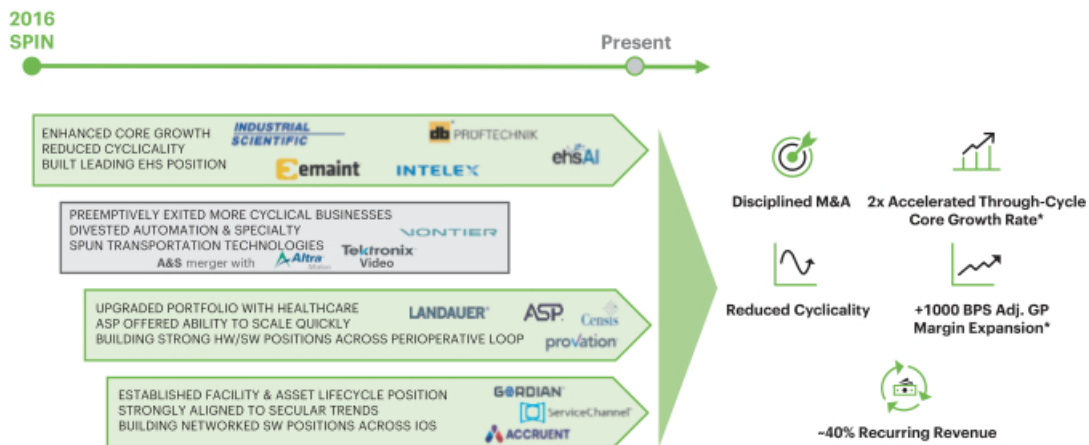 2016
SPIN
Present
ENHANCED CORE GROWTH
REDUCED CYCLICALITY
BUILT LEADING EHS POSITION
INDUSTRIAL
SCIENTIFIC
db PRÜFTECHNIK
emaint
INTELEX
ehsAI
PREEMPTIVELY EXITED MORE CYCLICAL BUSINESSES
DIVESTED AUTOMATION & SPECIALTY
SPUN TRANSPORTATION TECHNOLOGIES
A&S merger with
VONTIER
Altra
Motion
Tektronix
Video
UPGRADED PORTFOLIO WITH HEALTHCARE
ASP OFFERED ABILITY TO SCALE QUICKLY
BUILDING STRONG HW/SW POSITIONS ACROSS PERIOPERATIVE LOOP
LANDAUER®
ASP.
Censis
provation®
ESTABLISHED FACILITY & ASSET LIFECYCLE POSITION
STRONGLY ALIGNED TO SECULAR TRENDS
BUILDING NETWORKED SW POSITIONS ACROSS IOS
GORDIAN®
ServiceChannel®
ACCRUENT
Disciplined M&A
2x Accelerated Through-Cycle
Core Growth Rate*
Reduced Cyclicality
+1000 BPS Adj. GP
Margin Expansion*
~40% Recurring Revenue